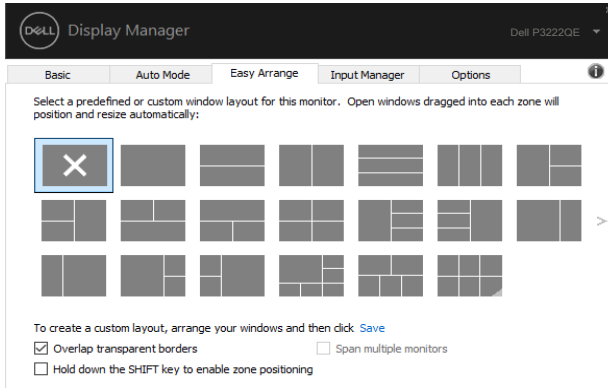 DELL Display Manager
Dell P3222QE
Basic Auto Mode Easy Arrange Input Manager Options
Select a predefined or custom window layout for this monitor. Open windows dragged into each zone will
position and resize automatically:
To create a custom layout, arrange your windows and then click Save
Overlap transparent borders Span multiple monitors
Hold down the SHIFT key to enable zone positioning